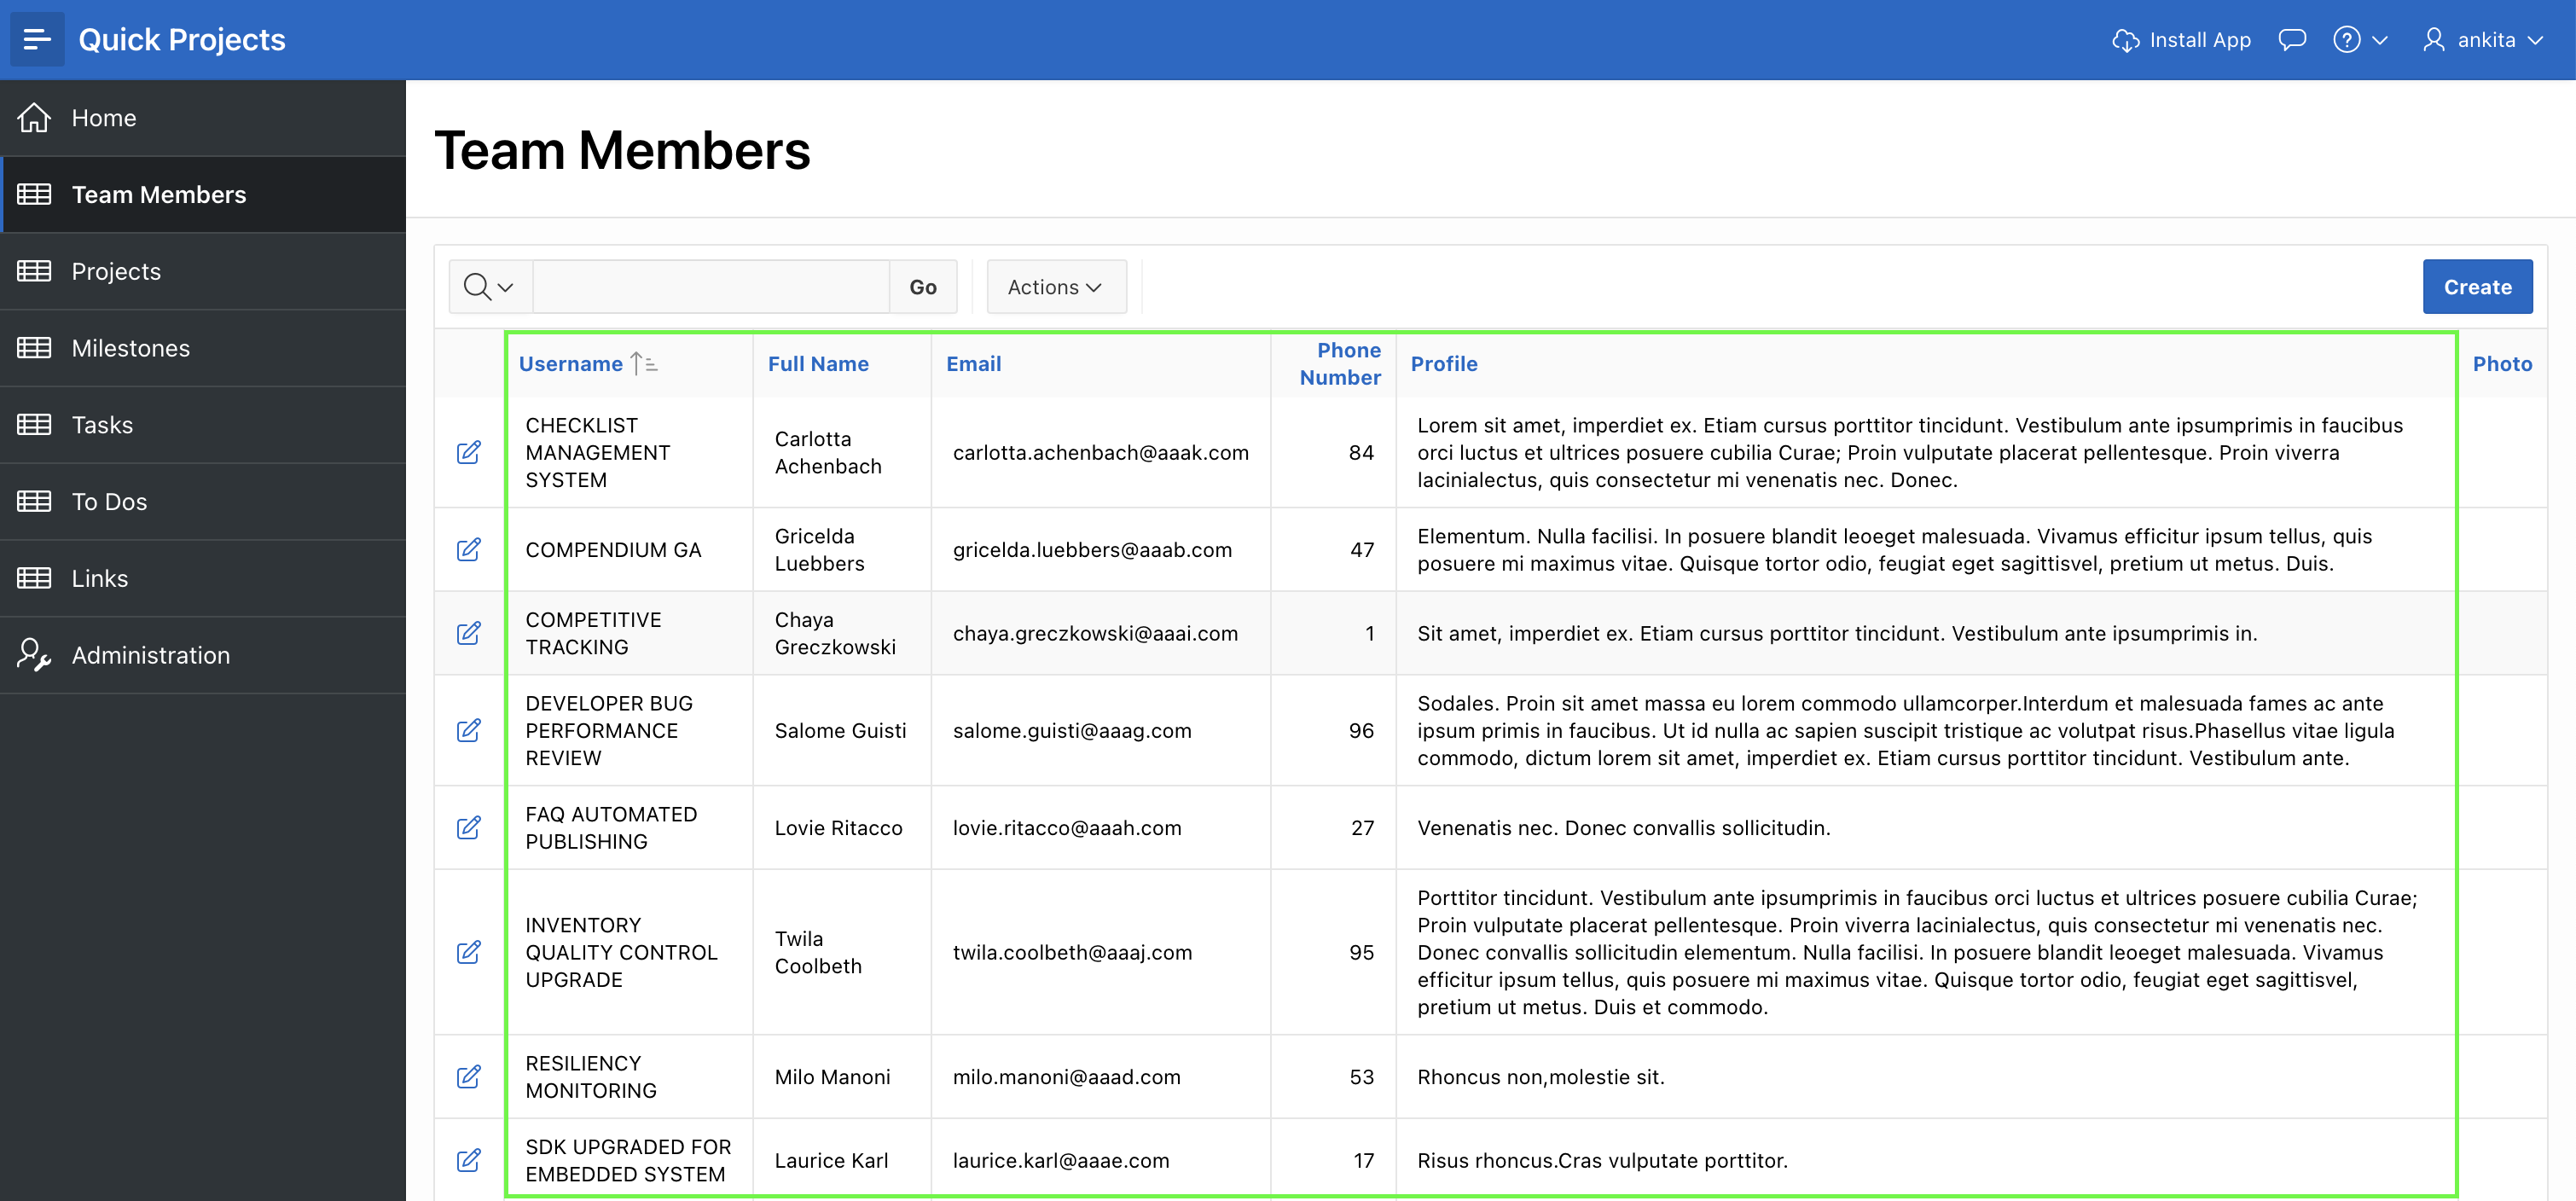 Quick Projects
Install App
ankita
Home
Team Members
Projects
Milestones
Tasks
To Dos
Links
Administration
Team Members
Go
Actions
Create
Username
Full Name
Email
Phone
Number
Profile
Photo
CHECKLIST
MANAGEMENT
SYSTEM
Carlotta
Achenbach
carlotta.achenbach@aaak.com
84
Lorem sit amet, imperdiet ex. Etiam cursus porttitor tincidunt. Vestibulum ante ipsumprimis in faucibus
orci luctus et ultrices posuere cubilia Curae; Proin vulputate placerat pellentesque. Proin viverra
lacinialectus, quis consectetur mi venenatis nec. Donec.
COMPENDIUM GA
Gricelda
Luebbers
gricelda.luebbers@aaab.com
47
Elementum. Nulla facilisi. In posuere blandit leoeget malesuada. Vivamus efficitur ipsum tellus, quis
posuere mi maximus vitae. Quisque tortor odio, feugiat eget sagittisvel, pretium ut metus. Duis.
COMPETITIVE
TRACKING
Chaya
Greczkowski
chaya.greczkowski@aaai.com
1
Sit amet, imperdiet ex. Etiam cursus porttitor tincidunt. Vestibulum ante ipsumprimis in.
DEVELOPER BUG
PERFORMANCE
REVIEW
Salome Guisti
salome.guisti@aaag.com
96
Sodales. Proin sit amet massa eu lorem commodo ullamcorper.Interdum et malesuada fames ac ante
ipsum primis in faucibus. Ut id nulla ac sapien suscipit tristique ac volutpat risus.Phasellus vitae ligula
commodo, dictum lorem sit amet, imperdiet ex. Etiam cursus porttitor tincidunt. Vestibulum ante.
FAQ AUTOMATED
PUBLISHING
Lovie Ritacco
lovie.ritacco@aaah.com
27
Venenatis nec. Donec convallis sollicitudin.
INVENTORY
QUALITY CONTROL
UPGRADE
Twila
Coolbeth
twila.coolbeth@aaaj.com
95
Porttitor tincidunt. Vestibulum ante ipsumprimis in faucibus orci luctus et ultrices posuere cubilia Curae;
Proin vulputate placerat pellentesque. Proin viverra lacinialectus, quis consectetur mi venenatis nec.
Donec convallis sollicitudin elementum. Nulla facilisi. In posuere blandit leoeget malesuada. Vivamus
efficitur ipsum tellus, quis posuere mi maximus vitae. Quisque tortor odio, feugiat eget sagittisvel,
pretium ut metus. Duis et commodo.
RESILIENCY
MONITORING
Milo Manoni
milo.manoni@aaad.com
53
Rhoncus non,molestie sit.
SDK UPGRADED FOR
EMBEDDED SYSTEM
Laurice Karl
laurice.karl@aaae.com
17
Risus rhoncus.Cras vulputate porttitor.